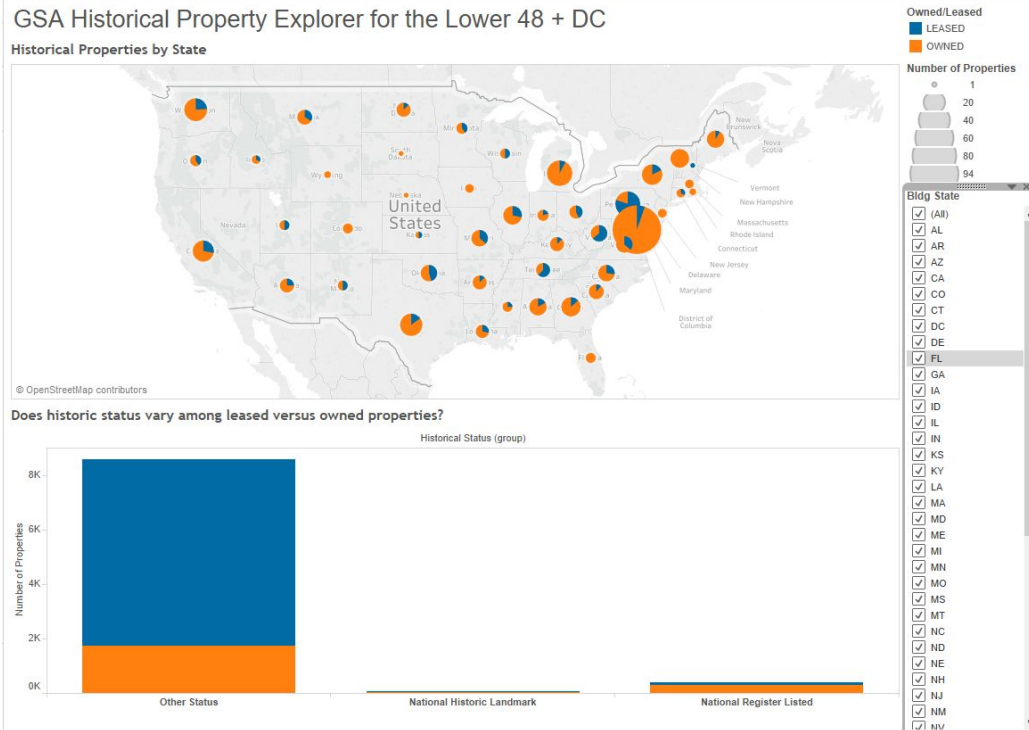 GSA Historical Property Explorer for the Lower 48 + DC
Historical Properties by State
New
Brunswick
Nova
Scotia
Vermont
New Hampshire
Massachusetts
Rhode Island
Connecticut
New Jersey
Delaware
Maryland
District of
Columbia
United
States
Nevada
© OpenStreetMap contributors
Owned/Leased
LEASED
OWNED
Number of Properties
1
20
40
60
80
94
Bldg State
(All)
AL
AR
AZ
CA
CO
CT
DC
DE
FL
GA
IA
ID
IL
IN
KS
KY
LA
MA
MD
ME
MI
MN
MO
MS
MT
NC
ND
NE
NH
NJ
NM
NV
Does historic status vary among leased versus owned properties?
Historical Status (group)
Number of Properties
8K
6K
4K
2K
0K
Other Status
National Historic Landmark
National Register Listed